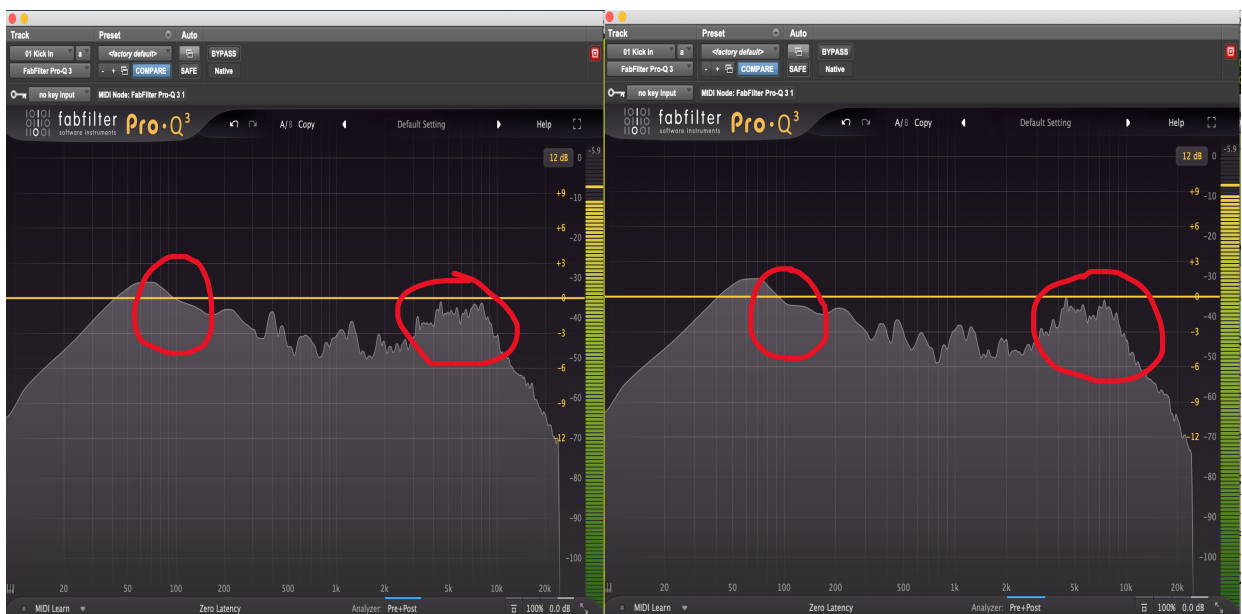 Track Preset Auto
01 Kick In a <factory default> BYPASS
FabFilter Pro-Q 3 - + COMPARE SAFE Native
no key input MIDI Node: FabFilter Pro-Q 3 1
fabfilter Pro·Q3 A/B Copy Default Setting Help
software instruments
12 dB 0 -5.9
+9 -10
+6 -20
+3 -30
0 -40
-3 -50
-6 -60
-9
-12 -70
-80
-90
-100
20 50 100 200 500 1k 2k 5k 10k 20k
MIDI Learn Zero Latency Analyzer: Pre+Post 100% 0.0 dB
Track Preset Auto
01 Kick In a <factory default> BYPASS
FabFilter Pro-Q 3 - + COMPARE SAFE Native
no key input MIDI Node: FabFilter Pro-Q 3 1
fabfilter Pro·Q3 A/B Copy Default Setting Help
software instruments
12 dB 0 -5.9
+9 -10
+6 -20
+3 -30
0 -40
-3 -50
-6 -60
-9
-12 -70
-80
-90
-100
20 50 100 200 500 1k 2k 5k 10k 20k
MIDI Learn Zero Latency Analyzer: Pre+Post 100% 0.0 dB